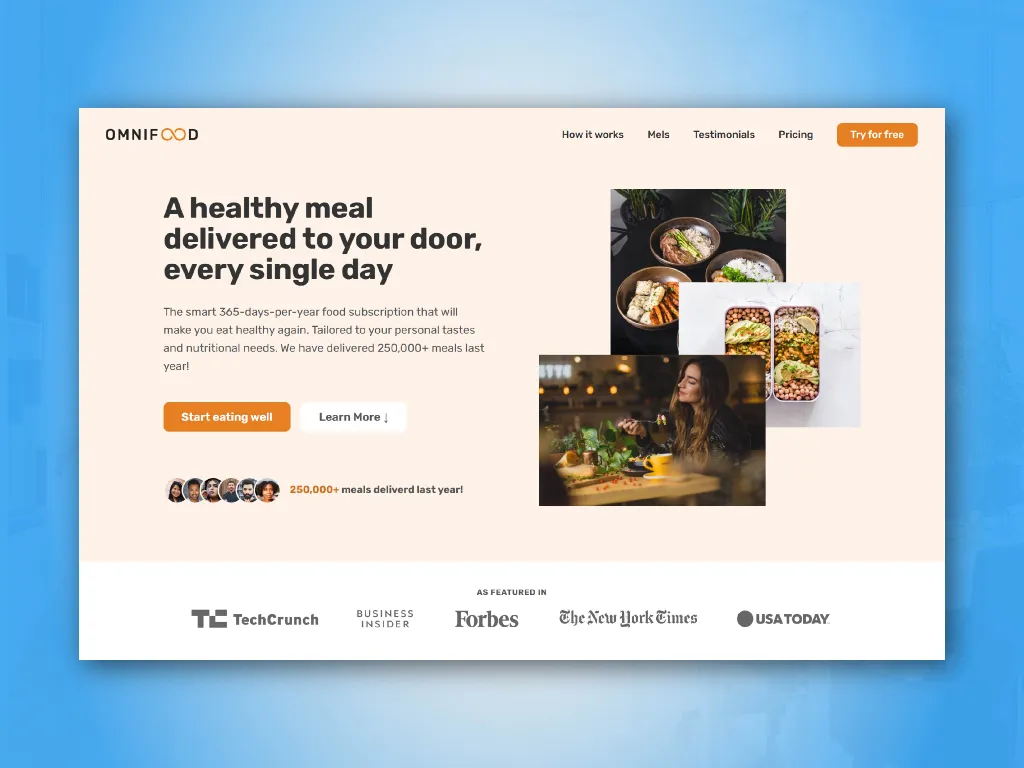 OMNIFOOD
How it works Mels Testimonials Pricing Try for free
A healthy meal
delivered to your door,
every single day
The smart 365-days-per-year food subscription that will
make you eat healthy again. Tailored to your personal tastes
and nutritional needs. We have delivered 250,000+ meals last
year!
Start eating well Learn More ↓
250,000+ meals deliverd last year!
AS FEATURED IN
TechCrunch
BUSINESS
INSIDER
Forbes
The New York Times
USA TODAY